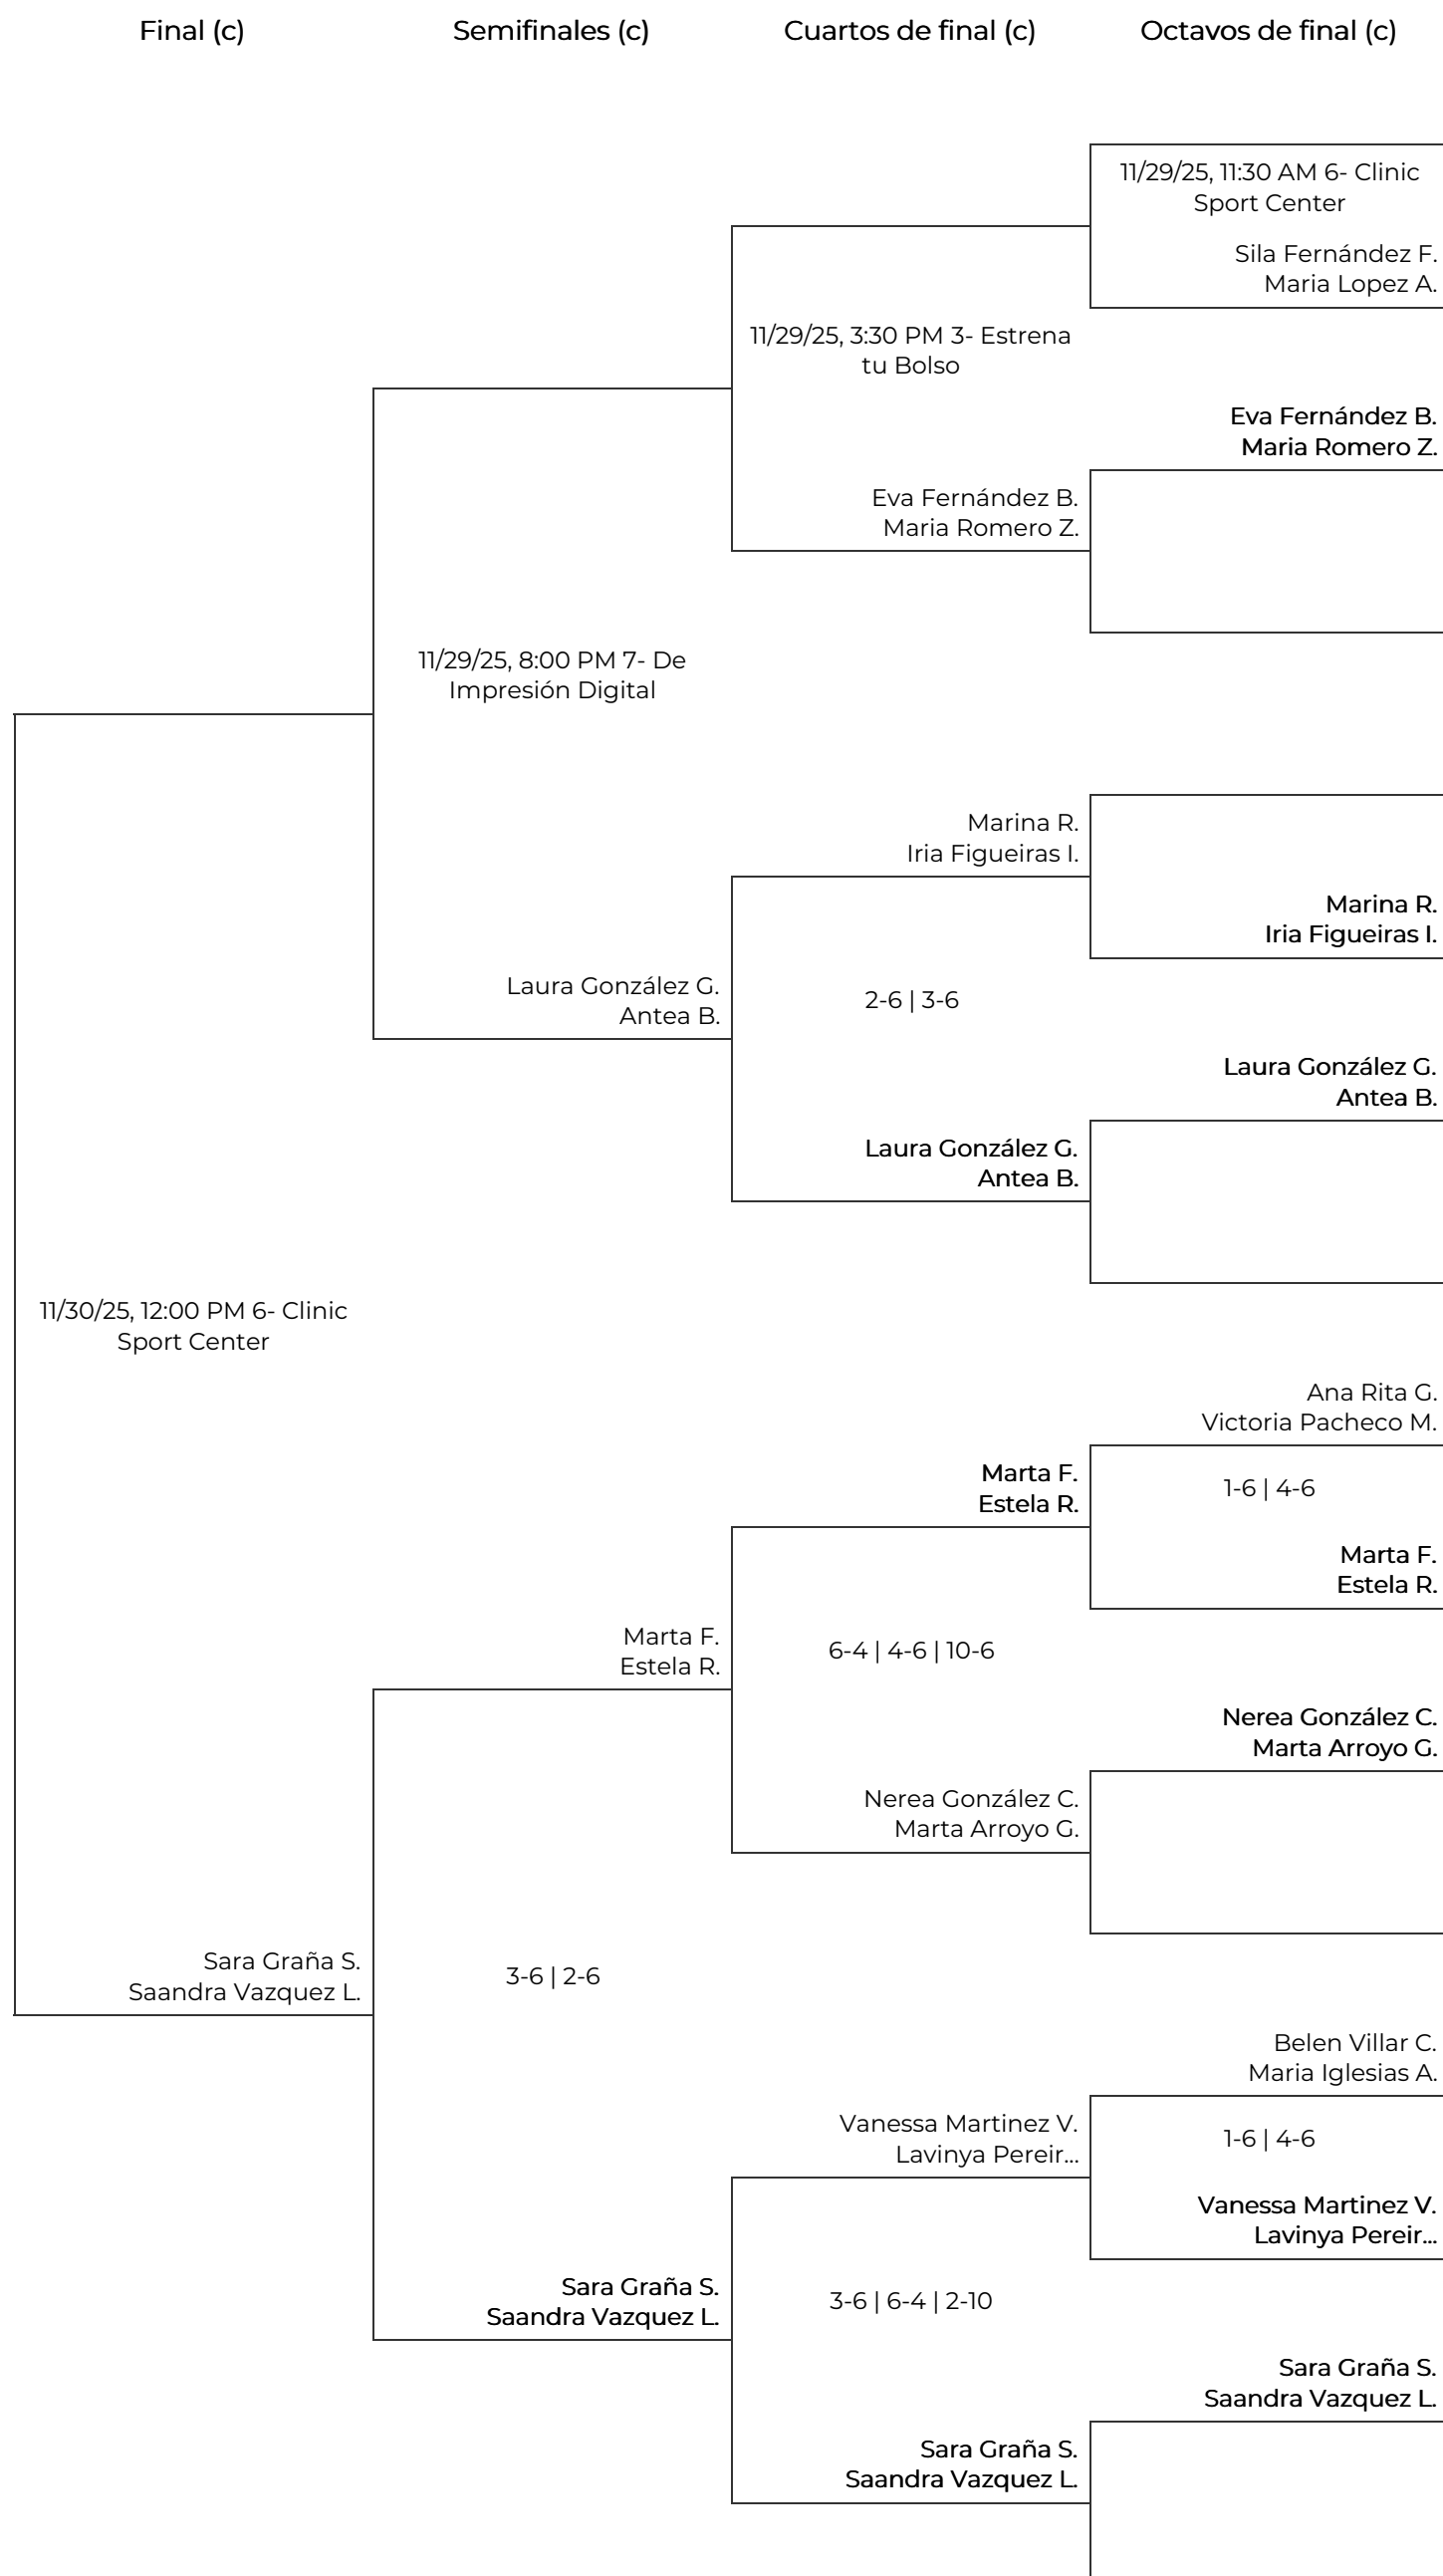 Final (c)
Semifinales (c)
Cuartos de final (c)
Octavos de final (c)
11/29/25, 11:30 AM 6- Clinic
Sport Center
Sila Fernández F.
Maria Lopez A.
11/29/25, 3:30 PM 3- Estrena
tu Bolso
Eva Fernández B.
Maria Romero Z.
Eva Fernández B.
Maria Romero Z.
11/29/25, 8:00 PM 7- De
Impresión Digital
Marina R.
Iria Figueiras I.
Marina R.
Iria Figueiras I.
Laura González G.
Antea B.
2-6 | 3-6
Laura González G.
Antea B.
Laura González G.
Antea B.
11/30/25, 12:00 PM 6- Clinic
Sport Center
Ana Rita G.
Victoria Pacheco M.
Marta F.
Estela R.
1-6 | 4-6
Marta F.
Estela R.
Marta F.
Estela R.
6-4 | 4-6 | 10-6
Nerea González C.
Marta Arroyo G.
Nerea González C.
Marta Arroyo G.
Sara Graña S.
Saandra Vazquez L.
3-6 | 2-6
Belen Villar C.
Maria Iglesias A.
Vanessa Martinez V.
Lavinya Pereir...
1-6 | 4-6
Vanessa Martinez V.
Lavinya Pereir...
Sara Graña S.
Saandra Vazquez L.
3-6 | 6-4 | 2-10
Sara Graña S.
Saandra Vazquez L.
Sara Graña S.
Saandra Vazquez L.